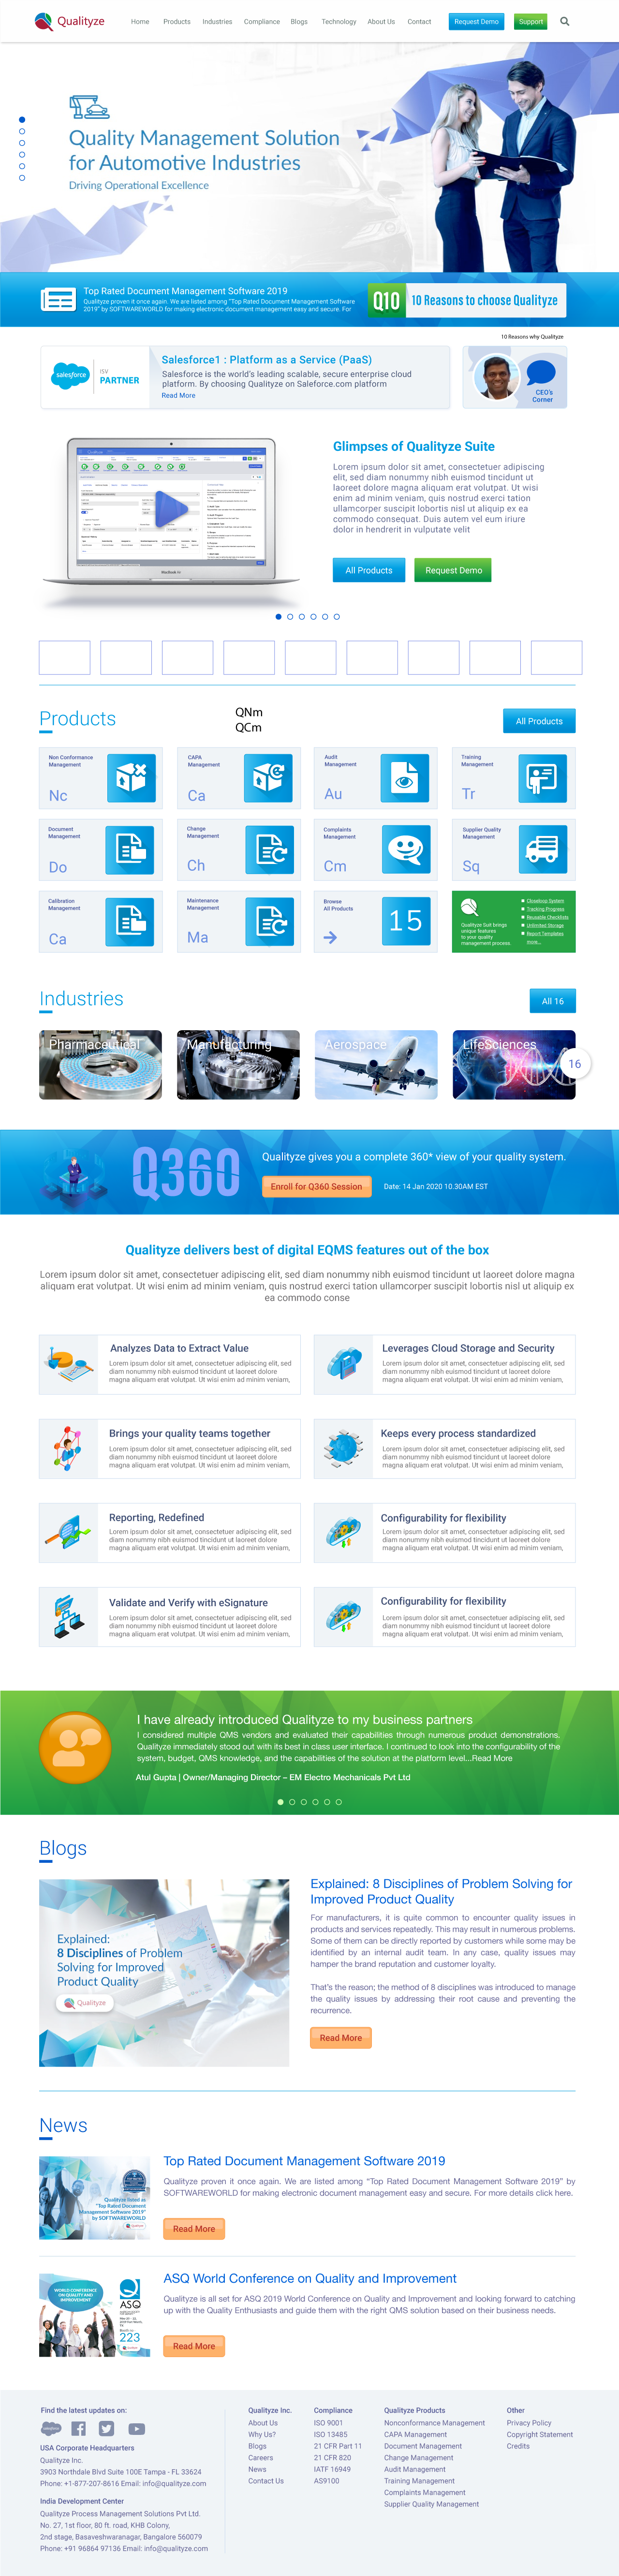 Qualityze
Home Products Industries Compliance Blogs Technology About Us Contact Request Demo Support
Quality Management Solution
for Automotive Industries
Driving Operational Excellence
Top Rated Document Management Software 2019
Qualityze proven it once again. We are listed among "Top Rated Document Management Software
2019" by SOFTWAREWORLD for making electronic document management easy and secure. For
Q10 10 Reasons to choose Qualityze
10 Reasons why Qualityze
salesforce
ISV
PARTNER
Salesforce1 : Platform as a Service (PaaS)
Salesforce is the world's leading scalable, secure enterprise cloud
platform. By choosing Qualityze on Saleforce.com platform
Read More
CEO's
Corner
MacBook Air
Glimpses of Qualityze Suite
Lorem ipsum dolor sit amet, consectetuer adipiscing
elit, sed diam nonummy nibh euismod tincidunt ut
laoreet dolore magna aliquam erat volutpat. Ut wisi
enim ad minim veniam, quis nostrud exerci tation
ullamcorper suscipit lobortis nisl ut aliquip ex ea
commodo consequat. Duis autem vel eum iriure
dolor in hendrerit in vulputate velit
All Products Request Demo
Products
QNm
QCm
All Products
Non Conformance
Management
Nc
CAPA
Management
Ca
Audit
Management
Au
Training
Management
Tr
Document
Management
Do
Change
Management
Ch
Complaints
Management
Cm
Supplier Quality
Management
Sq
Calibration
Management
Ca
Maintenance
Management
Ma
Browse
All Products
15
Qualityze Suit brings
unique features
to your quality
management process.
Closeloop System
Tracking Progress
Reusable Checklists
Unlimited Storage
Report Templates
more...
Industries
All 16
Pharmaceutical
Manufacturing
Aerospace
LifeSciences
16
Q360
Qualityze gives you a complete 360* view of your quality system.
Enroll for Q360 Session
Date: 14 Jan 2020 10.30AM EST
Qualityze delivers best of digital EQMS features out of the box
Lorem ipsum dolor sit amet, consectetuer adipiscing elit, sed diam nonummy nibh euismod tincidunt ut laoreet dolore magna
aliquam erat volutpat. Ut wisi enim ad minim veniam, quis nostrud exerci tation ullamcorper suscipit lobortis nisl ut aliquip ex
ea commodo conse
Analyzes Data to Extract Value
Lorem ipsum dolor sit amet, consectetuer adipiscing elit, sed
diam nonummy nibh euismod tincidunt ut laoreet dolore
magna aliquam erat volutpat. Ut wisi enim ad minim veniam,
Leverages Cloud Storage and Security
Lorem ipsum dolor sit amet, consectetuer adipiscing elit, sed
diam nonummy nibh euismod tincidunt ut laoreet dolore
magna aliquam erat volutpat. Ut wisi enim ad minim veniam,
Brings your quality teams together
Lorem ipsum dolor sit amet, consectetuer adipiscing elit, sed
diam nonummy nibh euismod tincidunt ut laoreet dolore
magna aliquam erat volutpat. Ut wisi enim ad minim veniam,
Keeps every process standardized
Lorem ipsum dolor sit amet, consectetuer adipiscing elit, sed
diam nonummy nibh euismod tincidunt ut laoreet dolore
magna aliquam erat volutpat. Ut wisi enim ad minim veniam,
Reporting, Redefined
Lorem ipsum dolor sit amet, consectetuer adipiscing elit, sed
diam nonummy nibh euismod tincidunt ut laoreet dolore
magna aliquam erat volutpat. Ut wisi enim ad minim veniam,
Configurability for flexibility
Lorem ipsum dolor sit amet, consectetuer adipiscing elit, sed
diam nonummy nibh euismod tincidunt ut laoreet dolore
magna aliquam erat volutpat. Ut wisi enim ad minim veniam,
Validate and Verify with eSignature
Lorem ipsum dolor sit amet, consectetuer adipiscing elit, sed
diam nonummy nibh euismod tincidunt ut laoreet dolore
magna aliquam erat volutpat. Ut wisi enim ad minim veniam,
Configurability for flexibility
Lorem ipsum dolor sit amet, consectetuer adipiscing elit, sed
diam nonummy nibh euismod tincidunt ut laoreet dolore
magna aliquam erat volutpat. Ut wisi enim ad minim veniam,
I have already introduced Qualityze to my business partners
I considered multiple QMS vendors and evaluated their capabilities through numerous product demonstrations.
Qualityze immediately stood out with its best in class user interface. I continued to look into the configurability of the
system, budget, QMS knowledge, and the capabilities of the solution at the platform level...Read More
Atul Gupta | Owner/Managing Director – EM Electro Mechanicals Pvt Ltd
Blogs
Explained:
8 Disciplines of Problem
Solving for Improved
Product Quality
Qualityze
Explained: 8 Disciplines of Problem Solving for
Improved Product Quality
For manufacturers, it is quite common to encounter quality issues in
products and services repeatedly. This may result in numerous problems.
Some of them can be directly reported by customers while some may be
identified by an internal audit team. In any case, quality issues may
hamper the brand reputation and customer loyalty.
That's the reason; the method of 8 disciplines was introduced to manage
the quality issues by addressing their root cause and preventing the
recurrence.
Read More
News
Qualityze listed as
"Top Rated Document
Management Software 2019"
by SOFTWAREWORLD
Top Rated Document Management Software 2019
Qualityze proven it once again. We are listed among "Top Rated Document Management Software 2019" by
SOFTWAREWORLD for making electronic document management easy and secure. For more details click here.
Read More
WORLD CONFERENCE
ON QUALITY AND
IMPROVEMENT
ASQ
223
ASQ World Conference on Quality and Improvement
Qualityze is all set for ASQ 2019 World Conference on Quality and Improvement and looking forward to catching
up with the Quality Enthusiasts and guide them with the right QMS solution based on their business needs.
Read More
Find the latest updates on:
salesforce
USA Corporate Headquarters
Qualityze Inc.
3903 Northdale Blvd Suite 100E Tampa - FL 33624
Phone: +1-877-207-8616 Email: info@qualityze.com
India Development Center
Qualityze Process Management Solutions Pvt Ltd.
No. 27, 1st floor, 80 ft. road, KHB Colony,
2nd stage, Basaveshwaranagar, Bangalore 560079
Phone: +91 96864 97136 Email: info@qualityze.com
Qualityze Inc.
About Us
Why Us?
Blogs
Careers
News
Contact Us
Compliance
ISO 9001
ISO 13485
21 CFR Part 11
21 CFR 820
IATF 16949
AS9100
Qualityze Products
Nonconformance Management
CAPA Management
Document Management
Change Management
Audit Management
Training Management
Complaints Management
Supplier Quality Management
Other
Privacy Policy
Copyright Statement
Credits